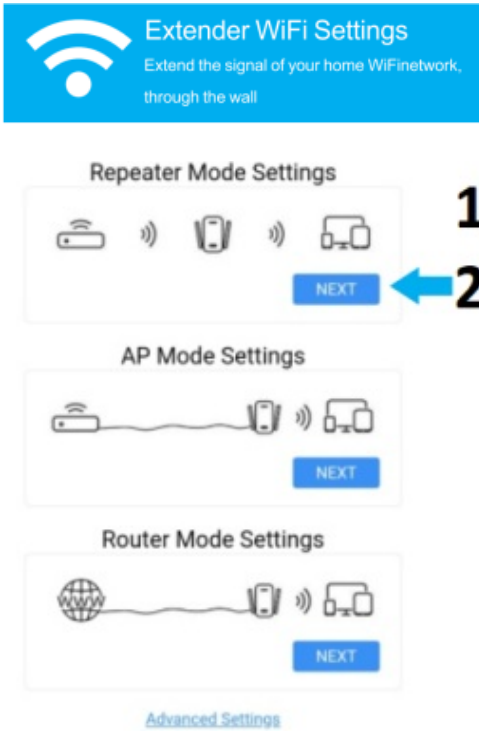 Extender WiFi Settings
Extend the signal of your home WiFinetwork,
through the wall
Repeater Mode Settings
1
NEXT
2
AP Mode Settings
NEXT
Router Mode Settings
WWW
NEXT
Advanced Settings